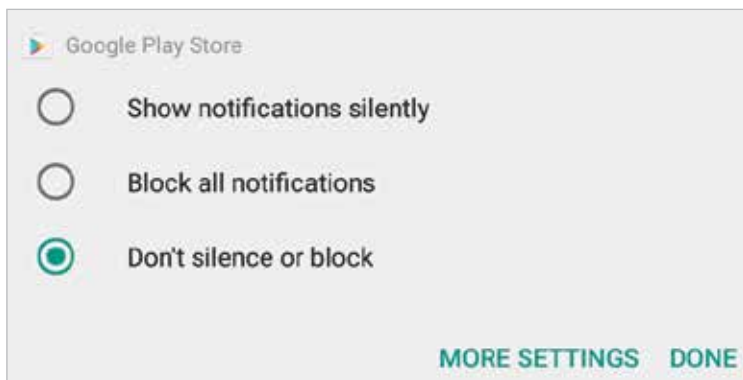 Google Play Store
Show notifications silently
Block all notifications
Don't silence or block
MORE SETTINGS DONE